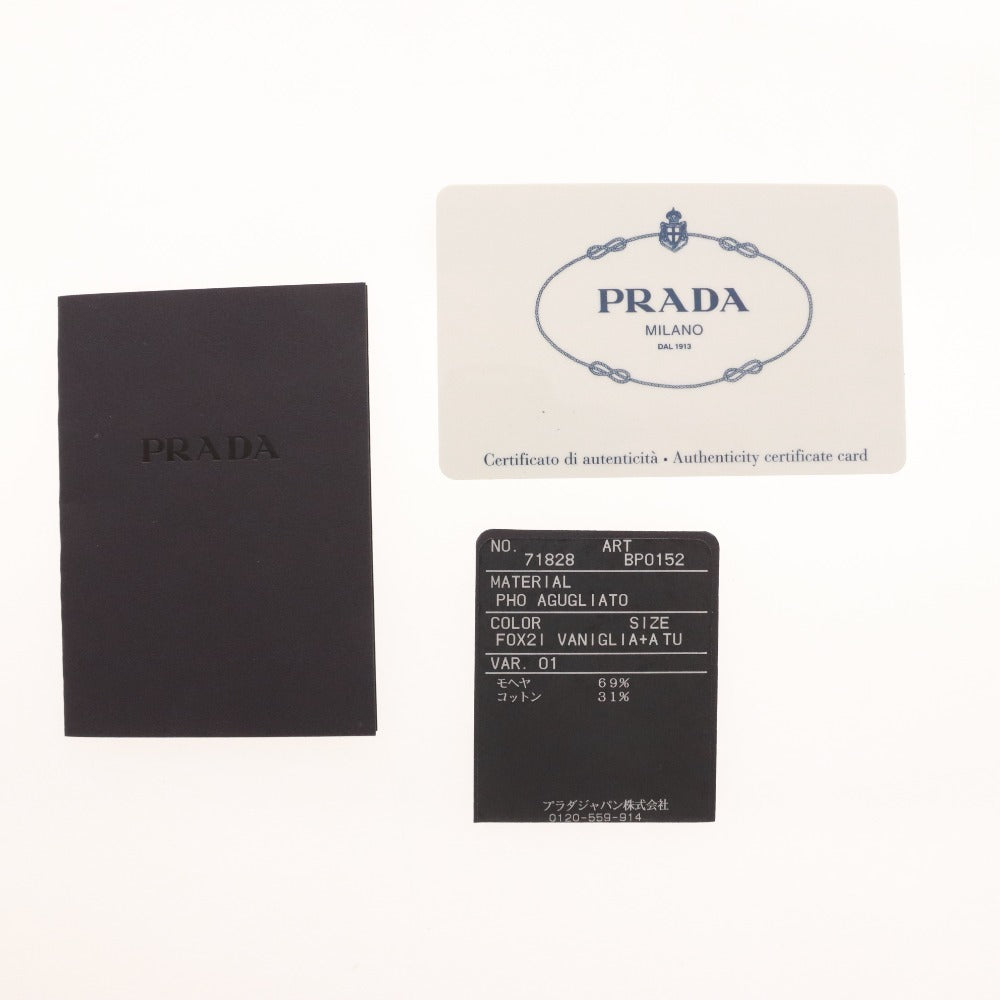 PRADA
PRADA
MILANO
DAL 1913
Certificato di autenticità • Authenticity certificate card
NO. ART
71828 BP0152
MATERIAL
PHO AGUGLIATO
COLOR SIZE
F0X2I VANIGLIA+A TU
VAR. 01
モヘヤ 69%
コットン 31%
プラダジャパン株式会社
0120-559-914